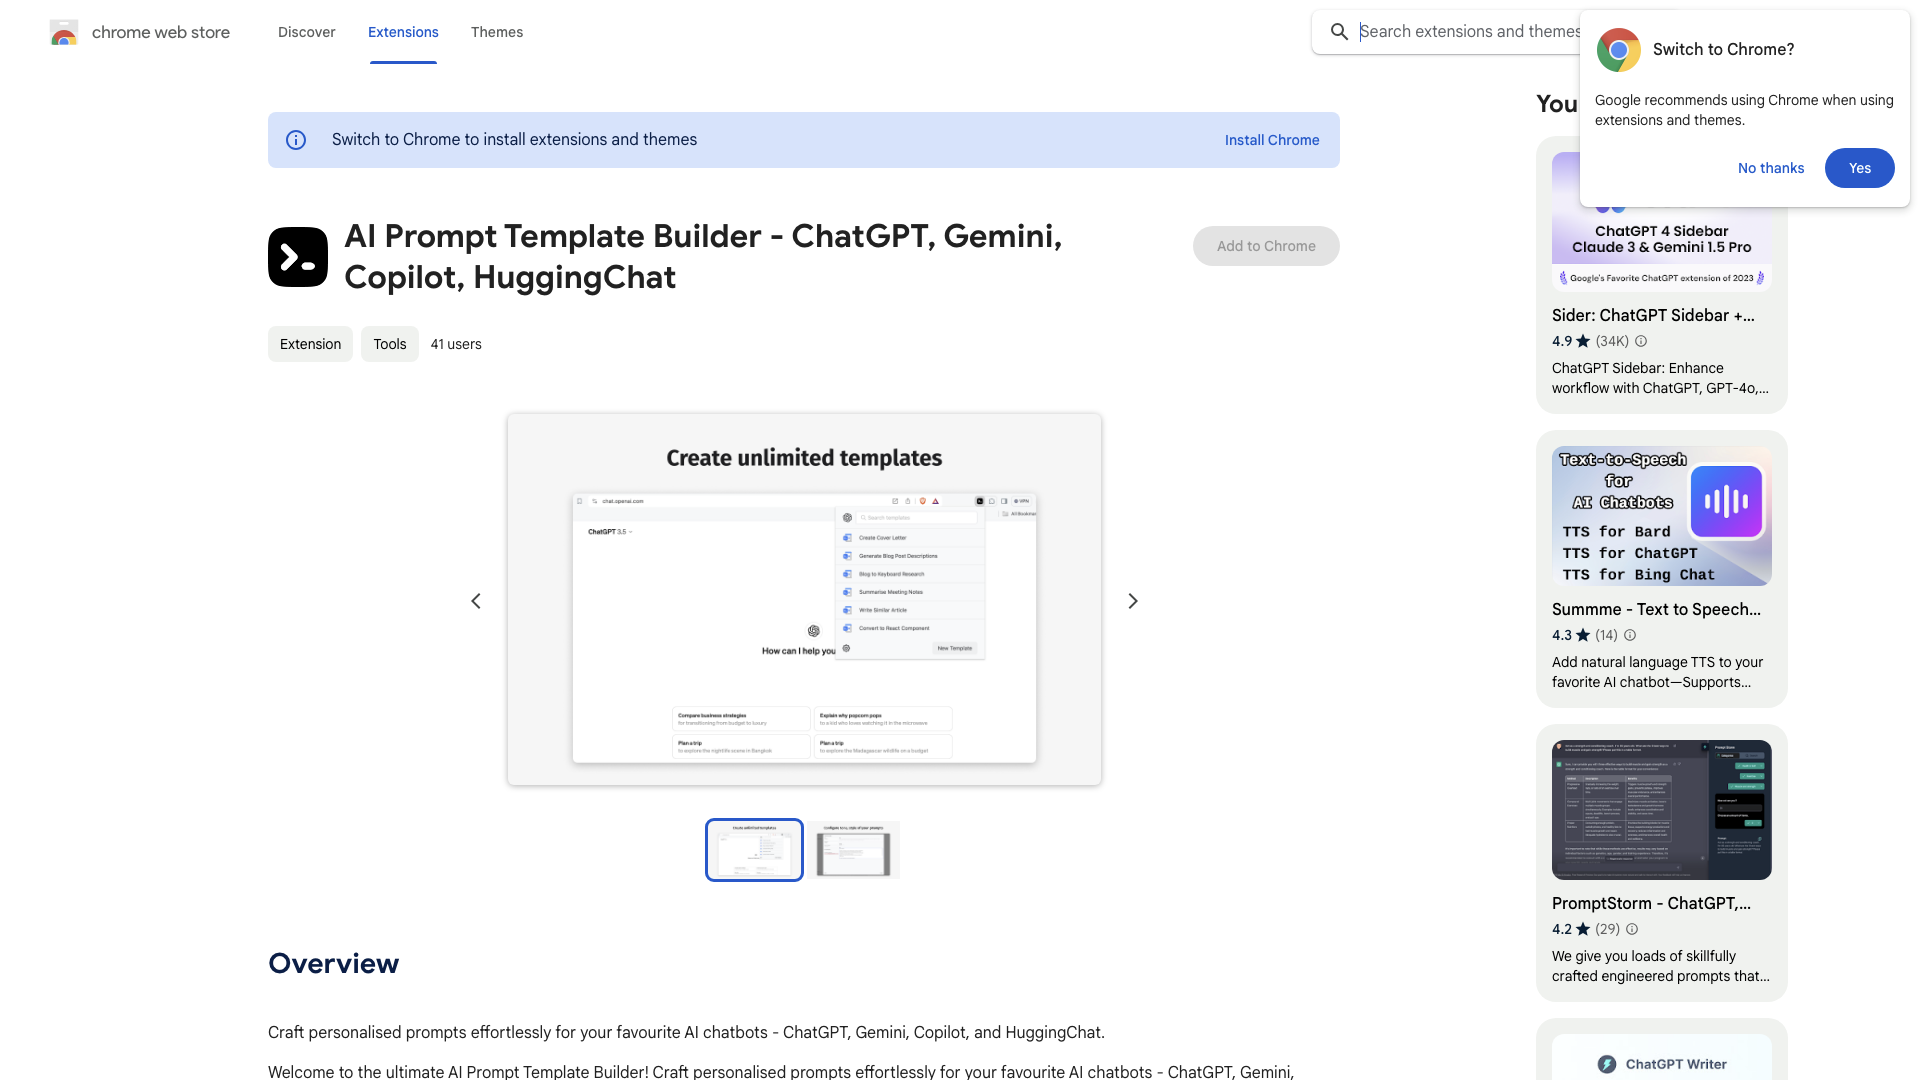 chrome web store
Discover
Extensions
Themes
Search extensions and themes
Switch to Chrome?
Google recommends using Chrome when using
extensions and themes.
No thanks
Yes
Switch to Chrome to install extensions and themes
Install Chrome
AI Prompt Template Builder - ChatGPT, Gemini,
Copilot, HuggingChat
Add to Chrome
Extension
Tools
41 users
Create unlimited templates
chat.openai.com
VPN
Search templates
All Bookmar
ChatGPT 3.5
Create Cover Letter
Generate Blog Post Descriptions
Blog to Keyboard Research
Summarise Meeting Notes
Write Similar Article
Convert to React Component
New Template
How can I help you
Compare business strategies
for transitioning from budget to luxury
Explain why popcorn pops
to a kid who loves watching it in the microwave
Plan a trip
to explore the nightlife scene in Bangkok
Plan a trip
to explore the Madagascar wildlife on a budget
Create unlimited templates
Overview
Craft personalised prompts effortlessly for your favourite AI chatbots - ChatGPT, Gemini, Copilot, and HuggingChat.
Welcome to the ultimate AI Prompt Template Builder! Craft personalised prompts effortlessly for your favourite AI chatbots - ChatGPT, Gemini,
You
ChatGPT 4 Sidebar
Claude 3 & Gemini 1.5 Pro
Google's Favorite ChatGPT extension of 2023
Sider: ChatGPT Sidebar +...
4.9 (34K)
ChatGPT Sidebar: Enhance
workflow with ChatGPT, GPT-4o,...
Text-to-Speech
for
AI Chatbots
TTS for Bard
TTS for ChatGPT
TTS for Bing Chat
Summme - Text to Speech...
4.3 (14)
Add natural language TTS to your
favorite AI chatbot—Supports...
PromptStorm - ChatGPT,...
4.2 (29)
We give you loads of skillfully
crafted engineered prompts that...
ChatGPT Writer